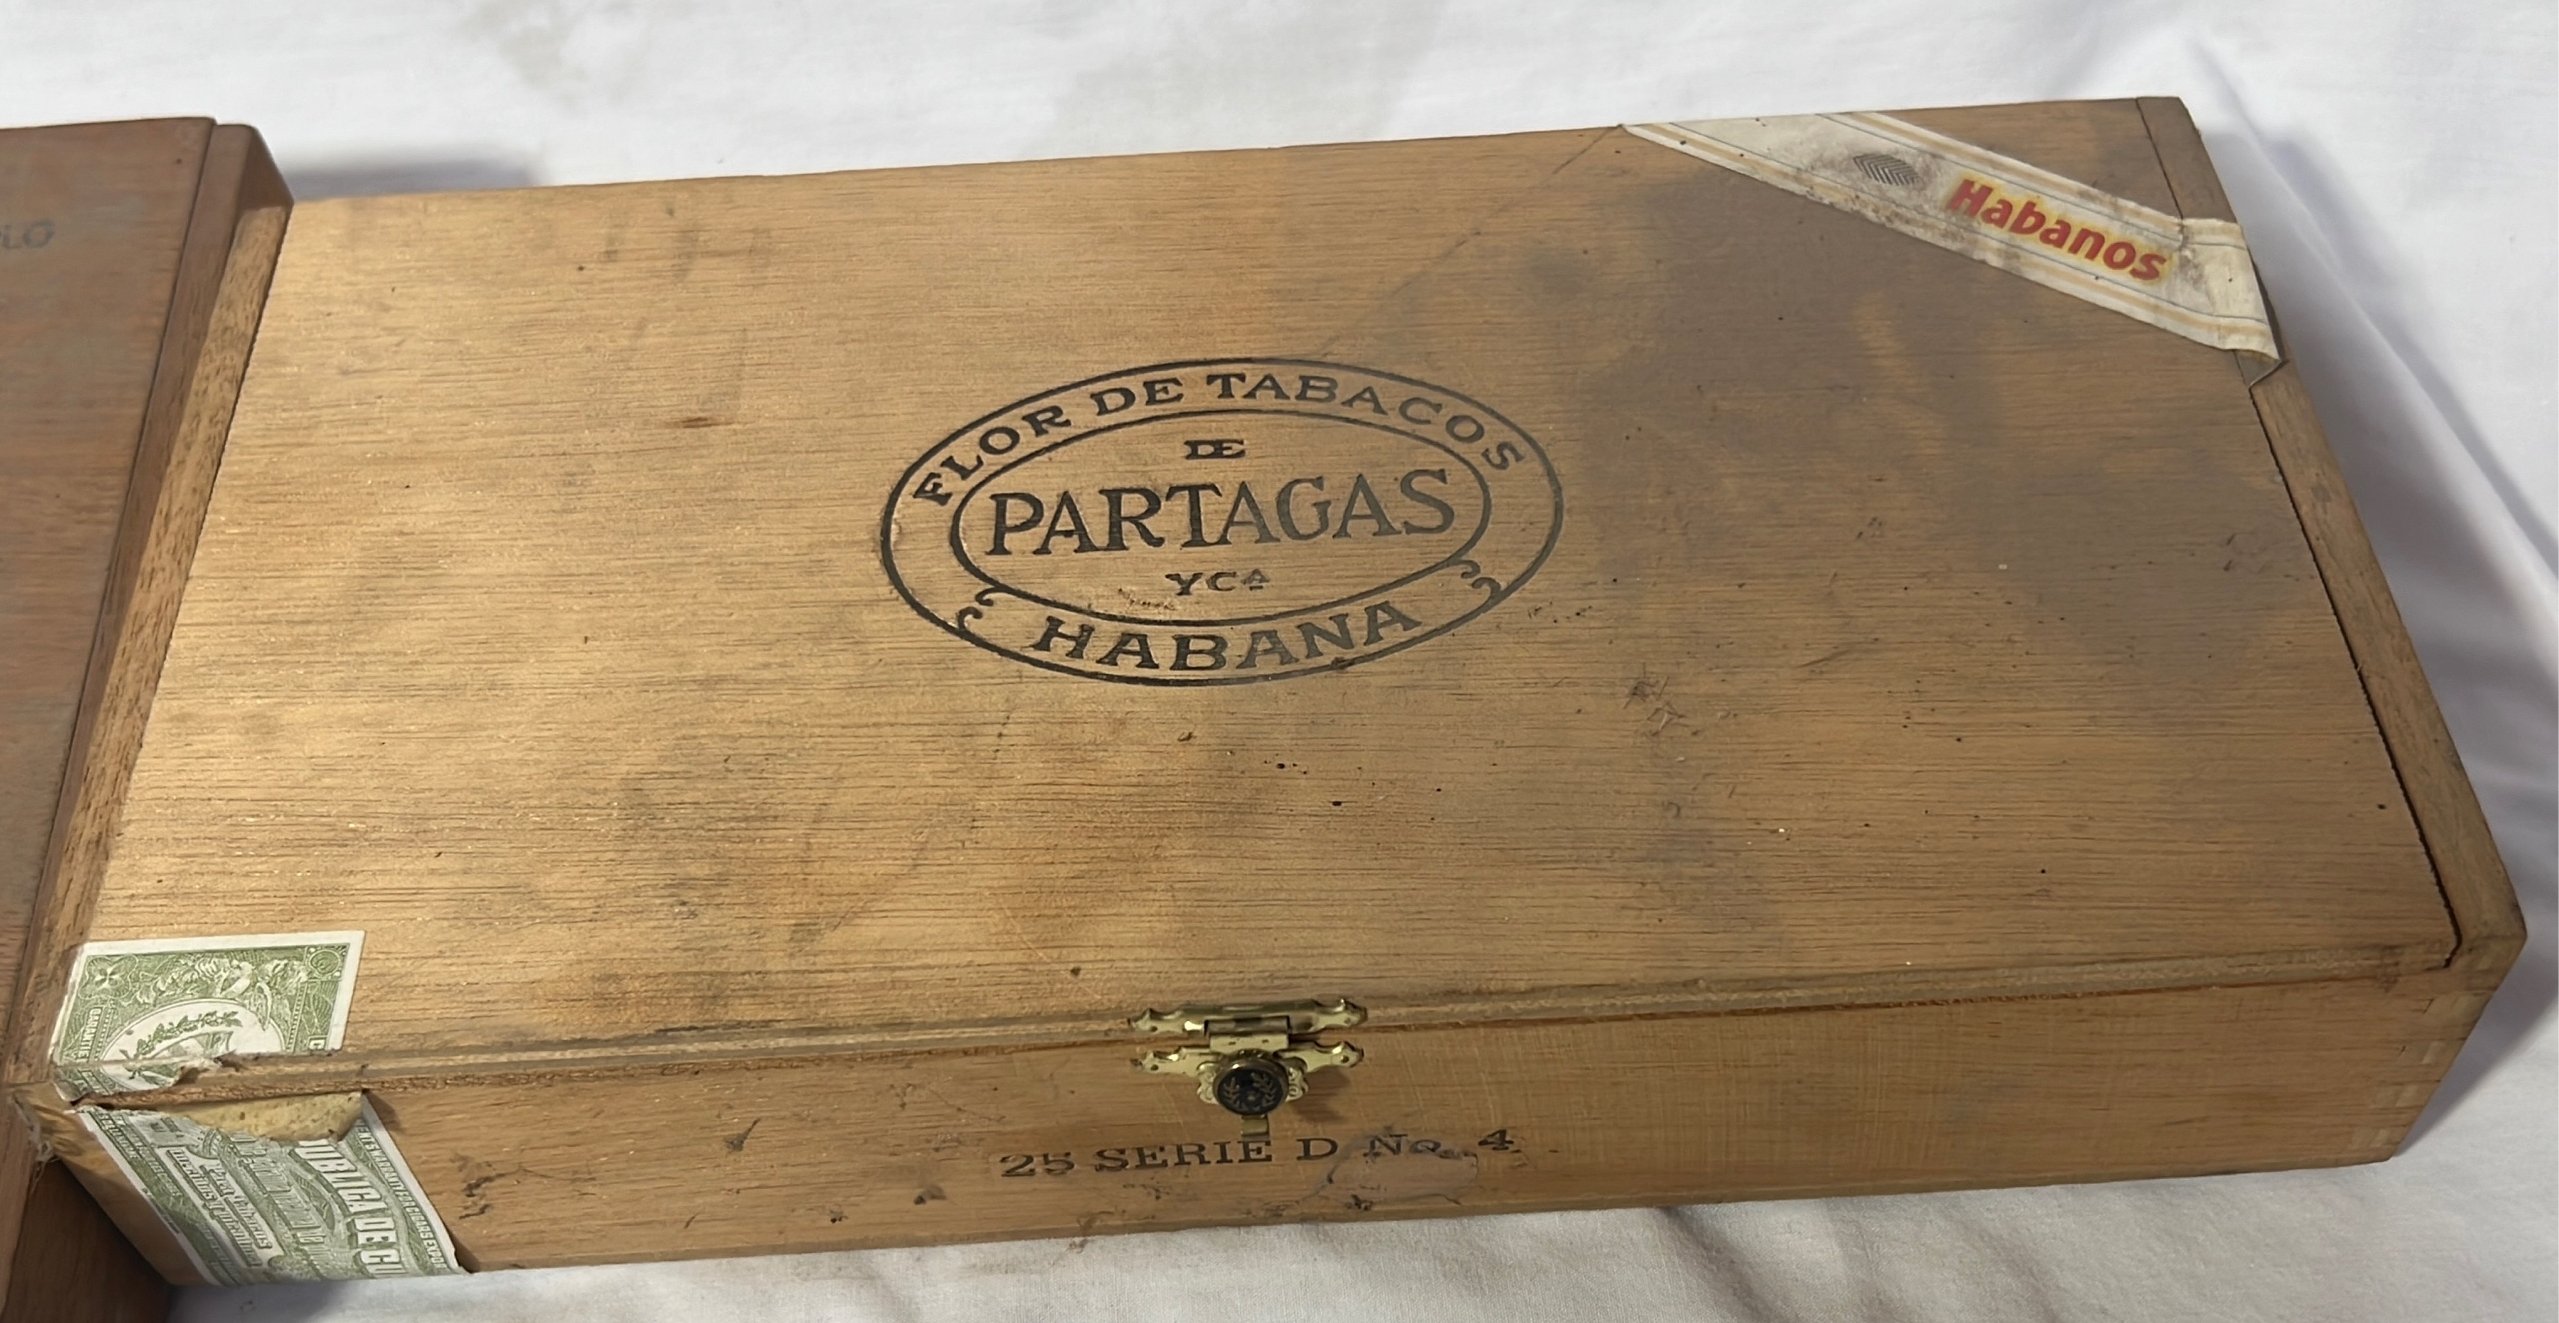 Habanos
FLOR DE TABACOS
DE
PARTAGAS
Y Cª
HABANA
25 SERIE D No. 4